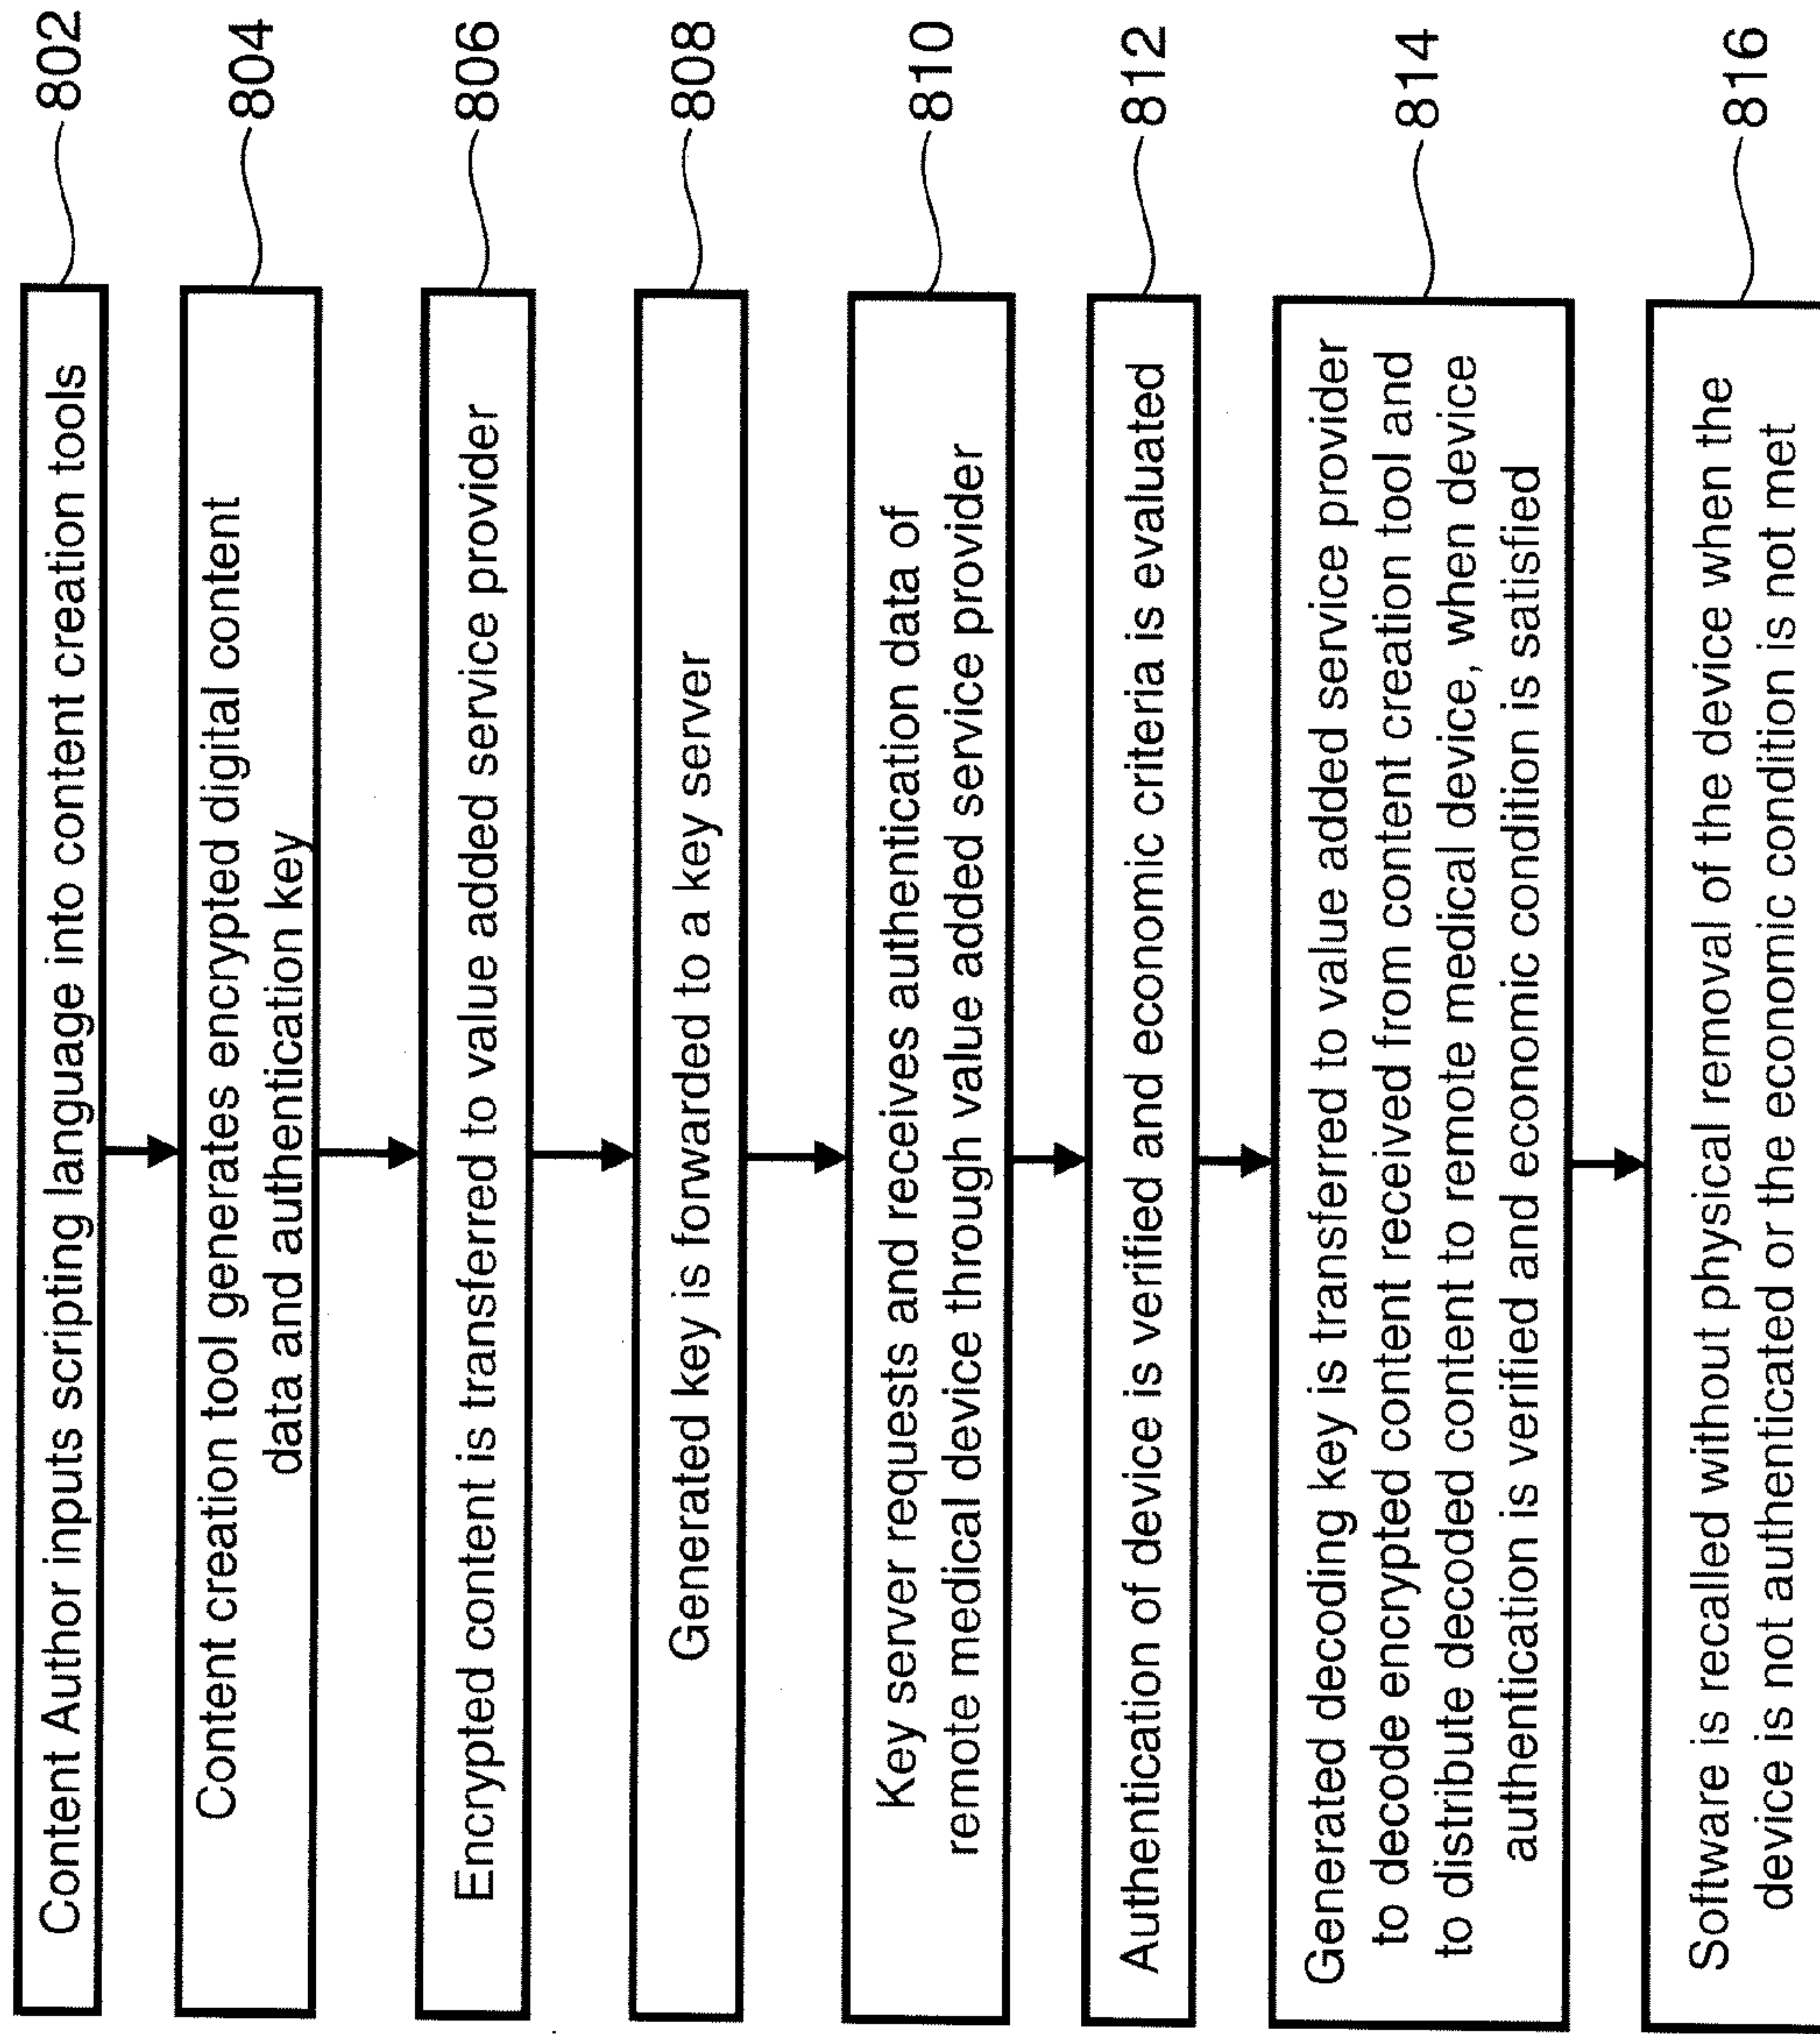 Content Author inputs scripting language into content creation tools
802
Content creation tool generates encrypted digital content
data and authentication key
804
Encrypted content is transferred to value added service provider
806
Generated key is forwarded to a key server
808
Key server requests and receives authentication data of
remote medical device through value added service provider
810
Authentication of device is verified and economic criteria is evaluated
812
Generated decoding key is transferred to value added service provider
to decode encrypted content received from content creation tool and
to distribute decoded content to remote medical device, when device
authentication is verified and economic condition is satisfied
814
Software is recalled without physical removal of the device when the
device is not authenticated or the economic condition is not met
816